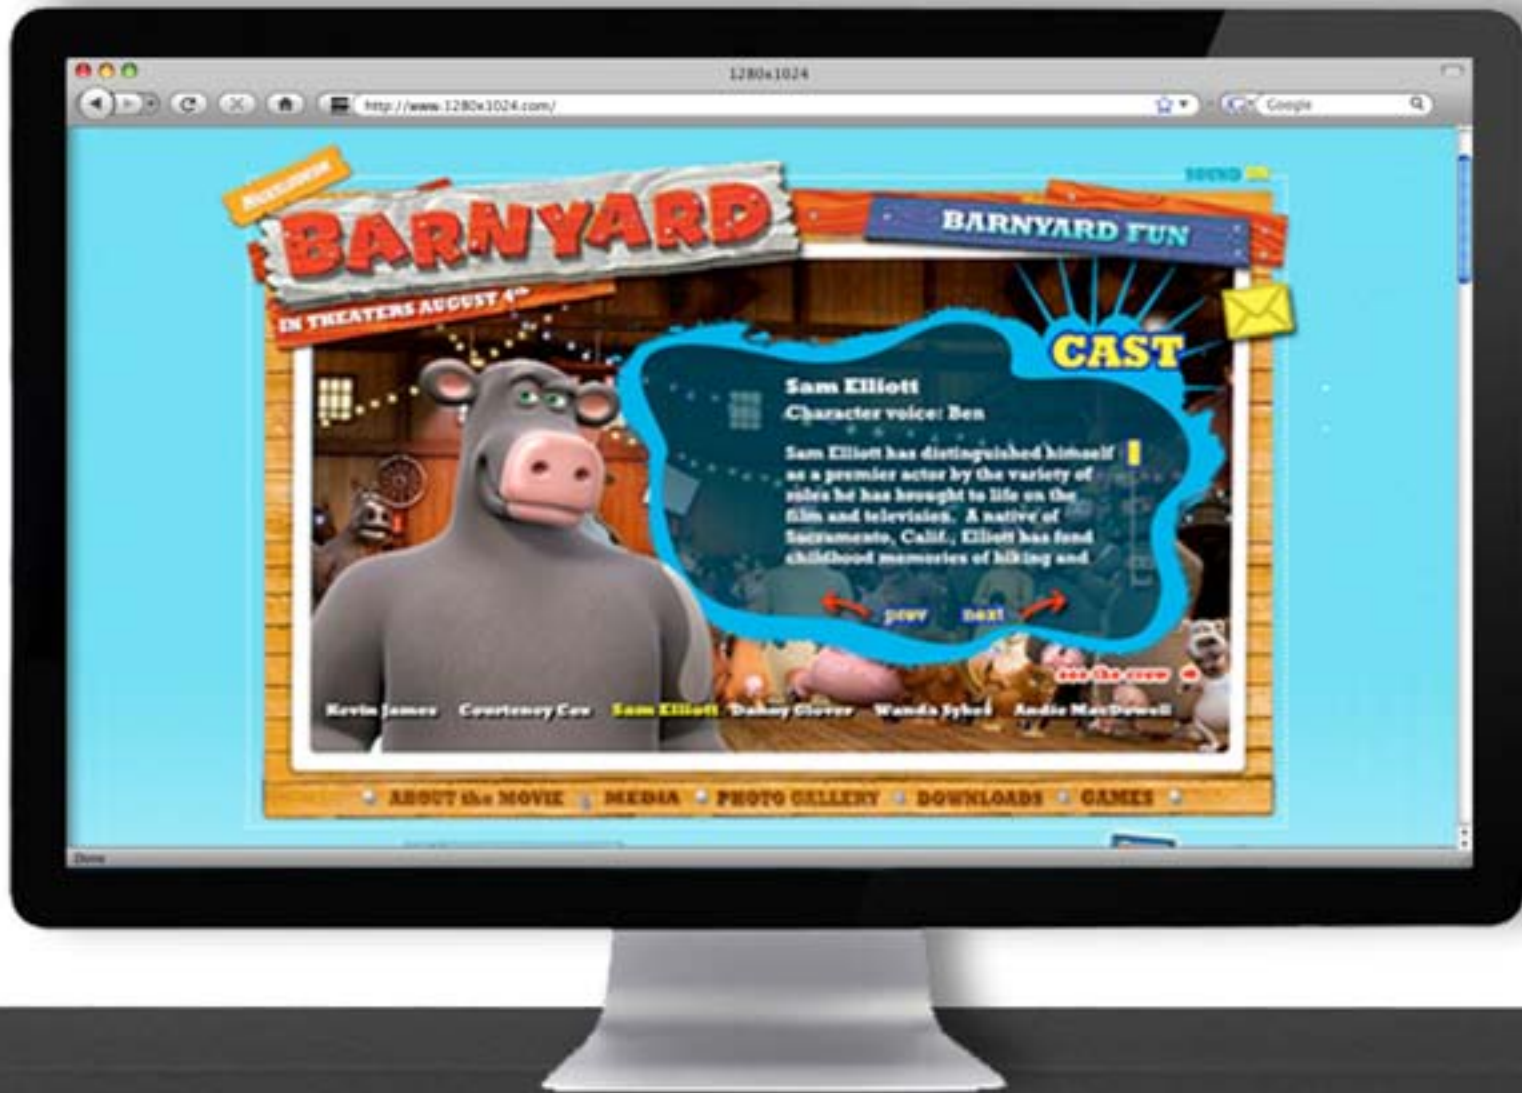 1280x1024
http://www.1280x1024.com/
Google
NICKELODEON
SOUND ON
BARNYARD
BARNYARD FUN
IN THEATERS AUGUST 4th
CAST
Sam Elliott
Character voice: Ben
Sam Elliott has distinguished himself
as a premier actor by the variety of
roles he has brought to life on the
film and television. A native of
Sacramento, Calif., Elliott has fond
childhood memories of hiking and
prev next
see the crew
Kevin James Courteney Cox Sam Elliott Danny Glover Wanda Sykes Andie MacDowell
ABOUT the MOVIE MEDIA PHOTO GALLERY DOWNLOADS GAMES
Done